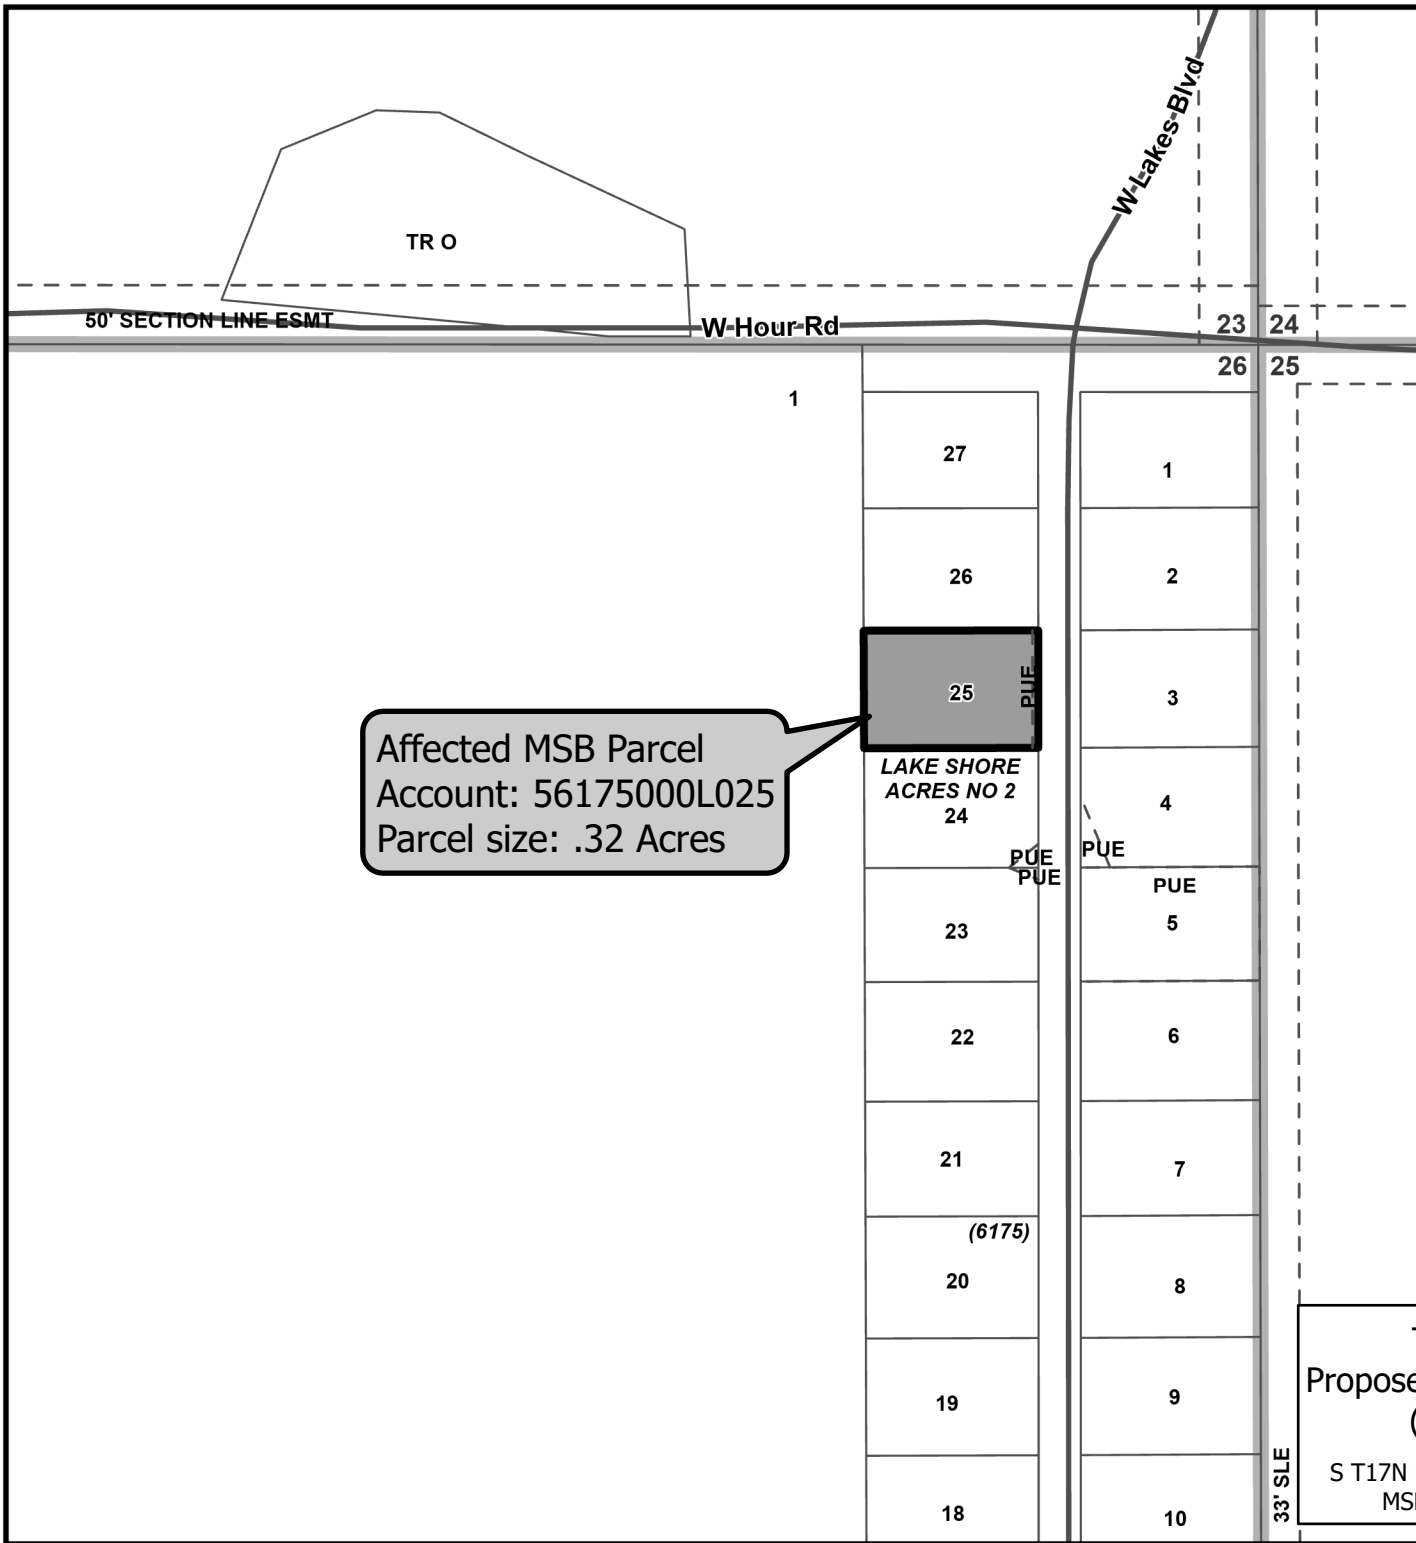 W Lakes Blvd
TR O
50' SECTION LINE ESMT
W Hour Rd
23 24
26 25
1
27
1
26
2
25
PUE
3
Affected MSB Parcel
Account: 56175000L025
Parcel size: .32 Acres
LAKE SHORE
ACRES NO 2
24
4
PUE
PUE
PUE
PUE
23
5
22
6
21
7
(6175)
20
8
19
9
18
10
33' SLE
Propose
(
S T17N
MS